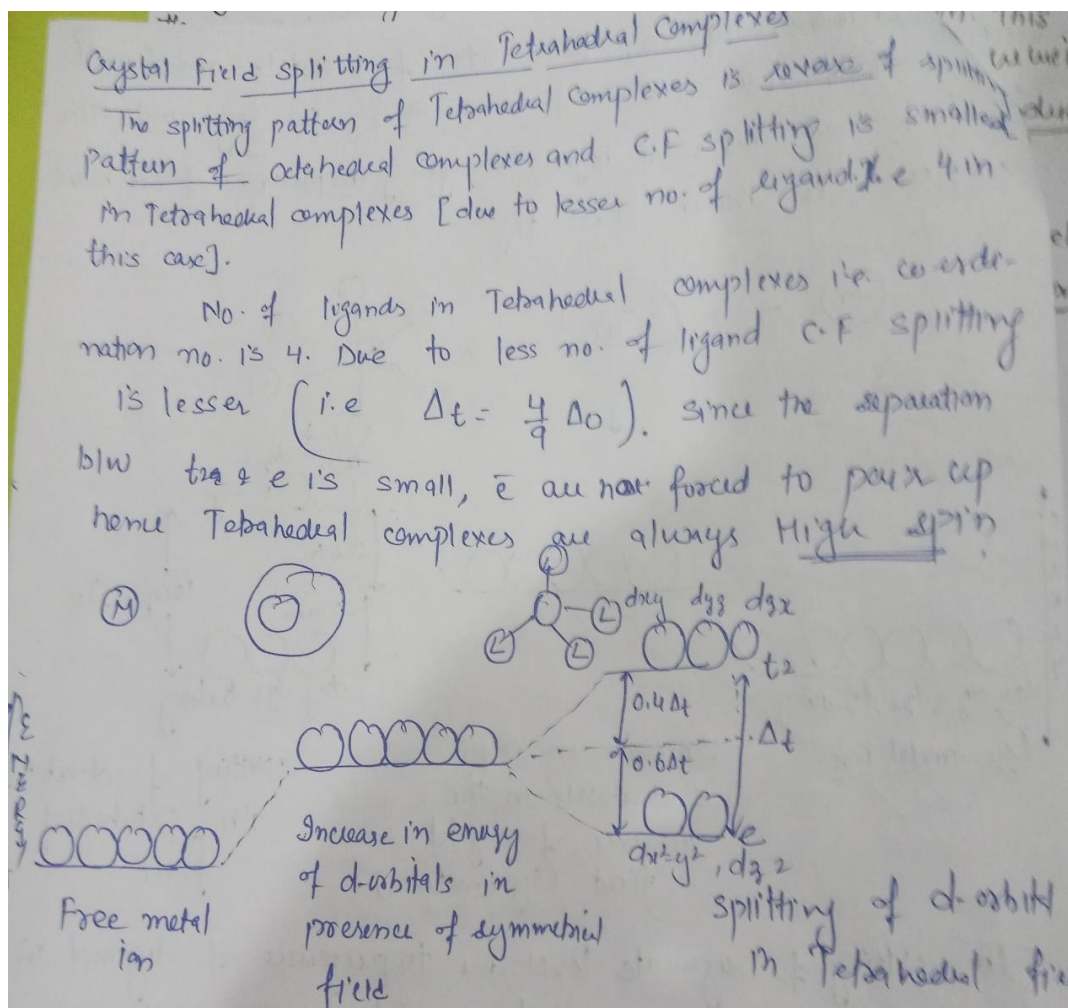 Crystal Field splitting in Tetrahedral Complexes
The splitting pattern of Tetrahedral Complexes is reverse of splitting
pattern of octahedral complexes and C.F splitting is smaller
in Tetrahedral complexes [due to lesser no. of ligand i.e 4 in
this case].
No. of ligands in Tetrahedral complexes i.e. co-ordi-
nation no. is 4. Due to less no. of ligand C.F splitting
is lesser (i.e Δt = 4/9 Δo). Since the separation
b/w t2g & e is small, ē are not forced to pair up
hence Tetrahedral complexes are always High spin
M
L
L L L
dxy dyz dzx
t2
0.4Δt
Δt
0.6Δt
e
dx²-y², dz2
Energy
Free metal
ion
Increase in energy
of d-orbitals in
presence of symmetrical
field
splitting of d-orbital
in Tetrahedral